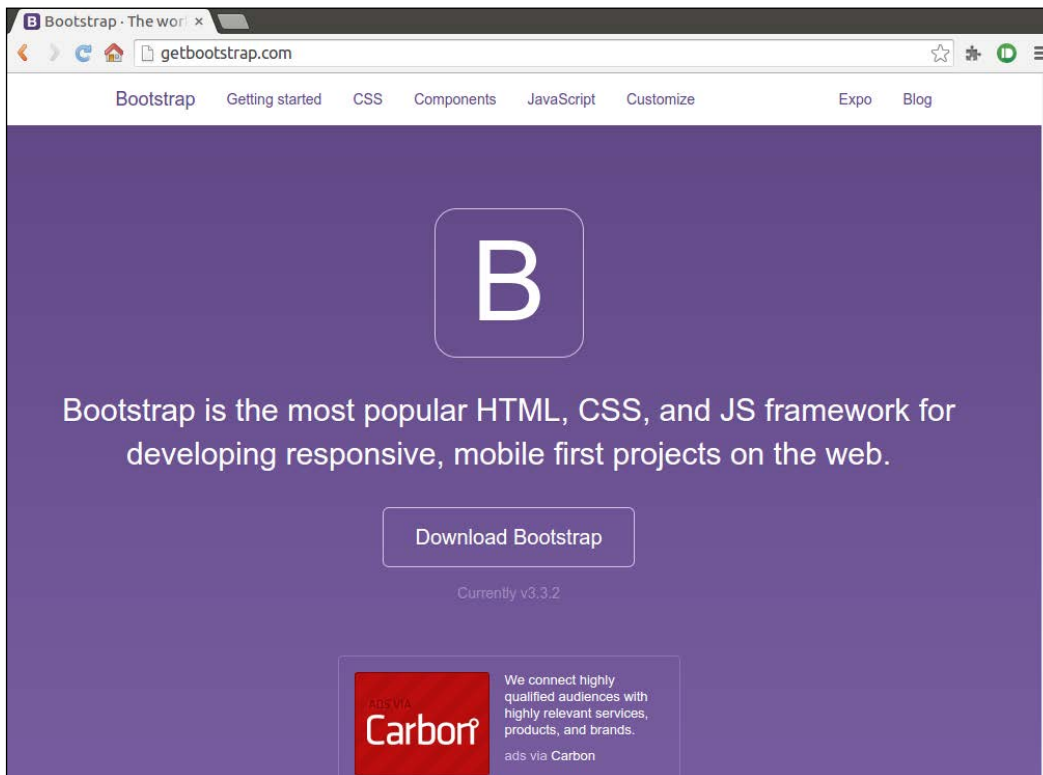 B Bootstrap · The wor ×
getbootstrap.com
Bootstrap Getting started CSS Components JavaScript Customize Expo Blog
B
Bootstrap is the most popular HTML, CSS, and JS framework for
developing responsive, mobile first projects on the web.
Download Bootstrap
Currently v3.3.2
ADS VIA
Carbon
We connect highly
qualified audiences with
highly relevant services,
products, and brands.
ads via Carbon